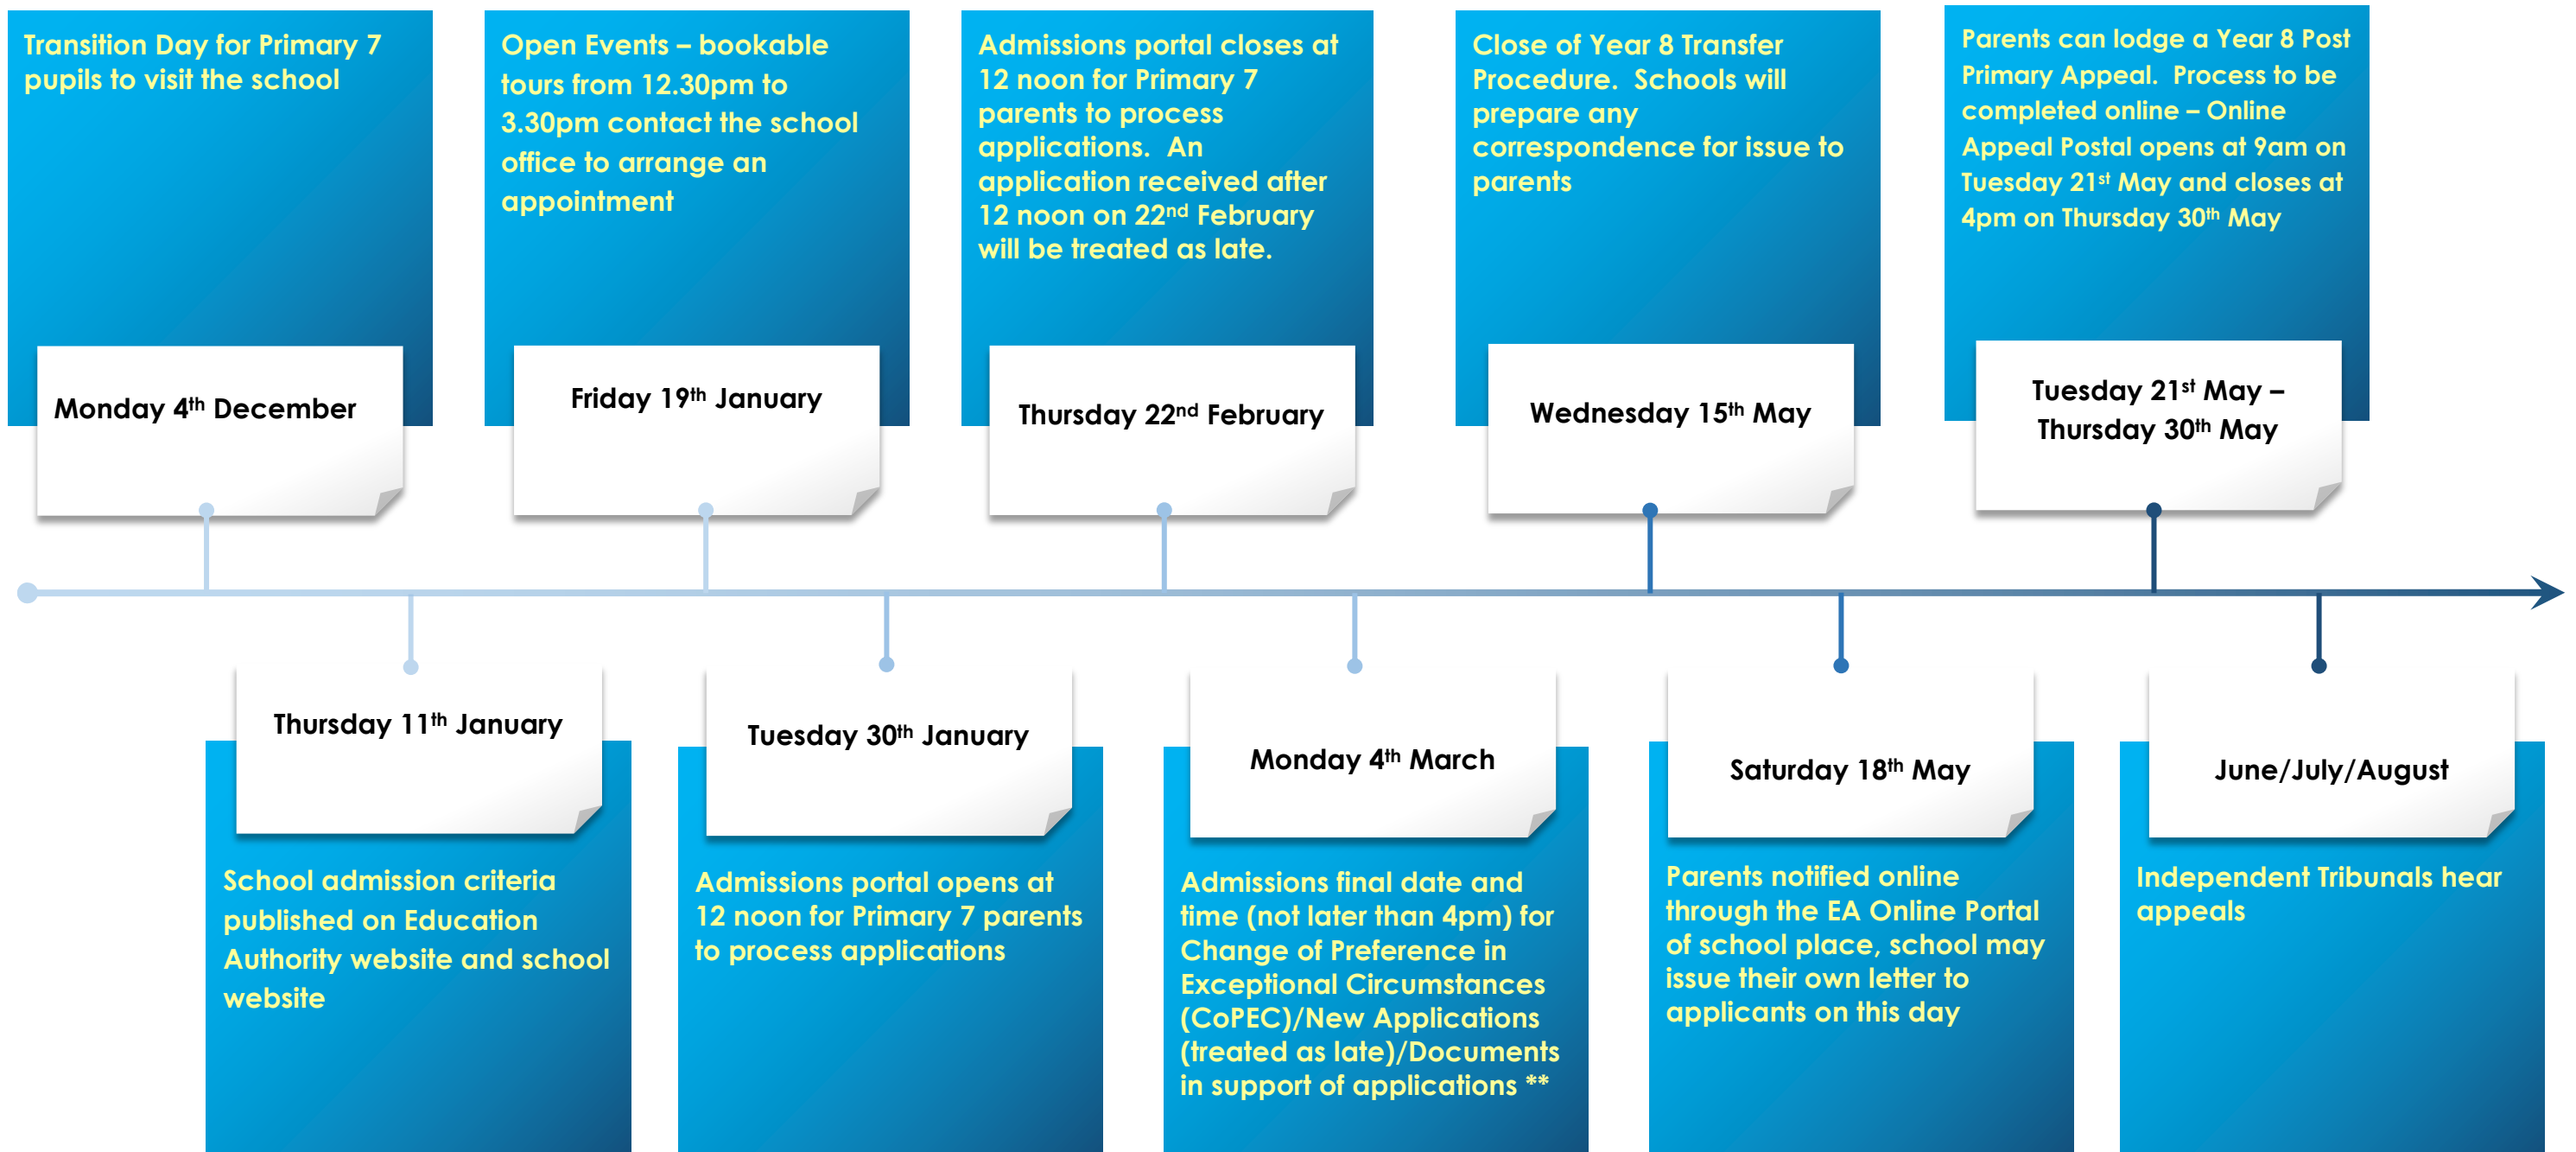 Transition Day for Primary 7
pupils to visit the school
Monday 4th December
Open Events – bookable
tours from 12.30pm to
3.30pm contact the school
office to arrange an
appointment
Friday 19th January
Admissions portal closes at
12 noon for Primary 7
parents to process
applications. An
application received after
12 noon on 22nd February
will be treated as late.
Thursday 22nd February
Close of Year 8 Transfer
Procedure. Schools will
prepare any
correspondence for issue to
parents
Wednesday 15th May
Parents can lodge a Year 8 Post
Primary Appeal. Process to be
completed online – Online
Appeal Postal opens at 9am on
Tuesday 21st May and closes at
4pm on Thursday 30th May
Tuesday 21st May –
Thursday 30th May
Thursday 11th January
School admission criteria
published on Education
Authority website and school
website
Tuesday 30th January
Admissions portal opens at
12 noon for Primary 7 parents
to process applications
Monday 4th March
Admissions final date and
time (not later than 4pm) for
Change of Preference in
Exceptional Circumstances
(CoPEC)/New Applications
(treated as late)/Documents
in support of applications **
Saturday 18th May
Parents notified online
through the EA Online Portal
of school place, school may
issue their own letter to
applicants on this day
June/July/August
Independent Tribunals hear
appeals